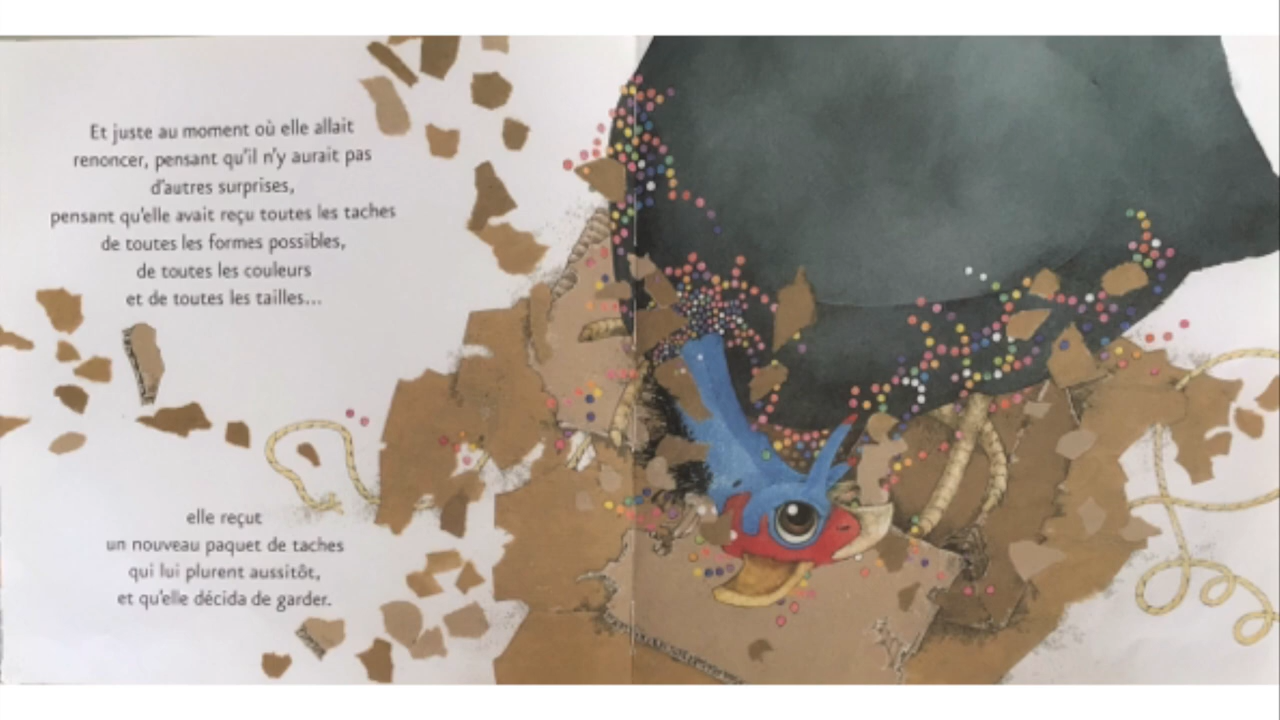 Et juste au moment où elle allait
renoncer, pensant qu'il n'y aurait pas
d'autres surprises,
pensant qu'elle avait reçu toutes les taches
de toutes les formes possibles,
de toutes les couleurs
et de toutes les tailles...
elle reçut
un nouveau paquet de taches
qui lui plurent aussitôt,
et qu'elle décida de garder.